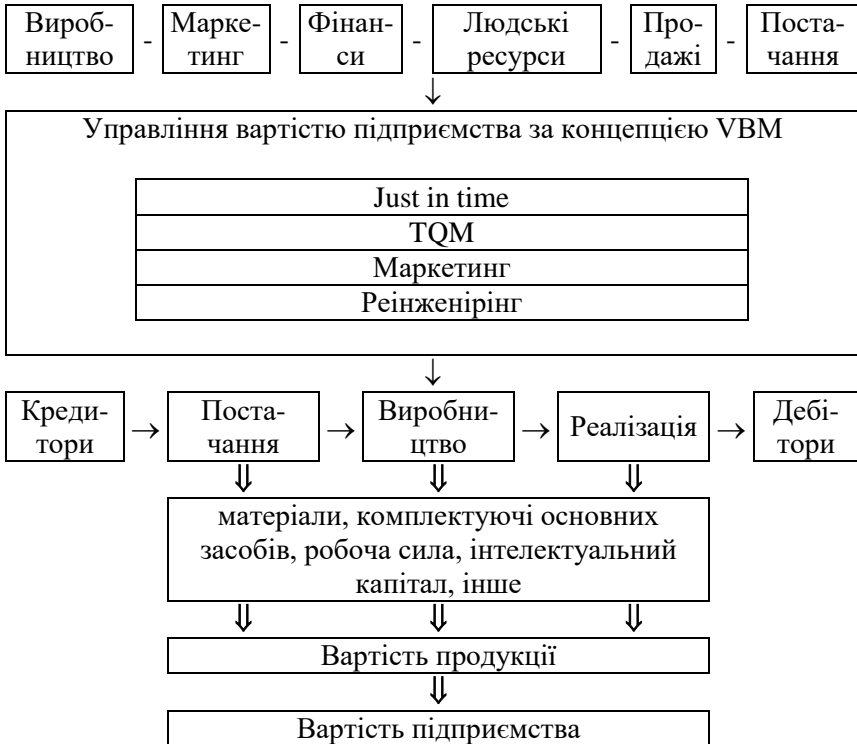 Вироб- - Марке- - Фінан- - Людські - Про- - Поста-
ництво тинг си ресурси дажі чання
↓
Управління вартістю підприємства за концепцією VBM
Just in time
TQM
Маркетинг
Реінженірінг
↓
Креди- → Поста- → Виробни- → Реалізація → Дебі-
тори чання цтво тори
⇓ ⇓ ⇓
матеріали, комплектуючі основних
засобів, робоча сила, інтелектуальний
капітал, інше
⇓ ⇓ ⇓
Вартість продукції
⇓
Вартість підприємства